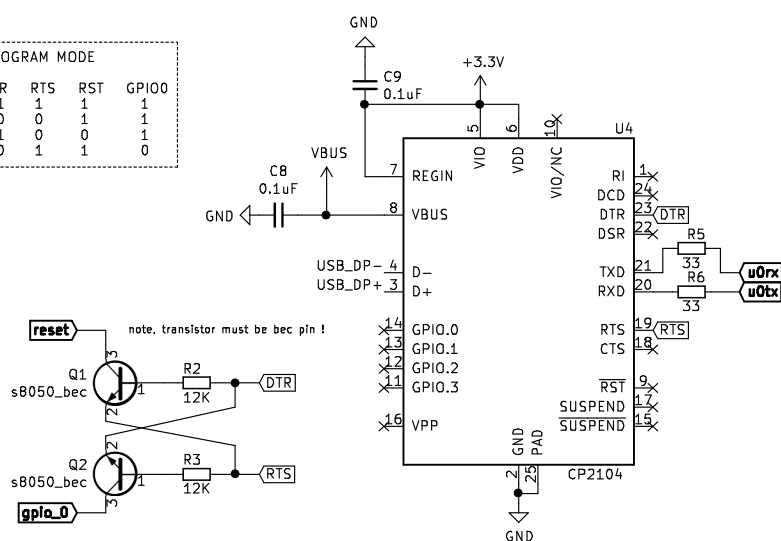 GND
OGRAM MODE
C9
+3.3V
0.1uF
R RTS RST GPIO0
1 1 1 1
0 0 1 1
1 0 0 1
0 1 1 0
5
6
10
U4
VIO
VDD
VIO/NC
VBUS
C8
0.1uF
7 REGIN
RI 1
DCD 24
GND
8 VBUS
DTR 23 DTR
DSR 22
R5
33
USB_DP- 4 D-
TXD 21
u0rx
USB_DP+ 3 D+
RXD 20
R6
33
u0tx
reset
note, transistor must be bec pin !
14 GPIO.0
RTS 19 RTS
13 GPIO.1
CTS 18
12 GPIO.2
11 GPIO.3
RST 9
SUSPEND 17
16 VPP
SUSPEND 15
3
Q1
s8050_bec
1
2
R2
12K
DTR
GND
PAD
2
25
CP2104
2
Q2
s8050_bec
1
3
R3
12K
RTS
gpio_0
GND